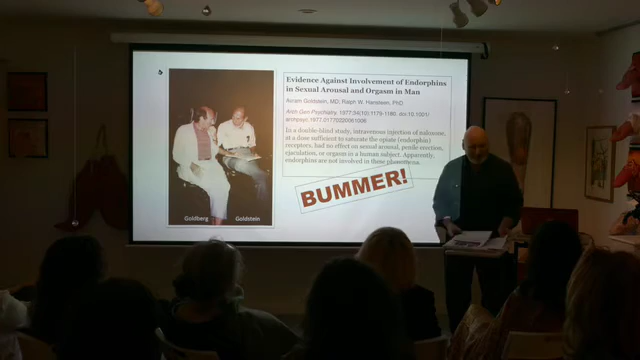 Evidence Against Involvement of Endorphins
in Sexual Arousal and Orgasm in Man
Avram Goldstein, MD; Ralph W. Hansteen, PhD
Arch Gen Psychiatry. 1977;34(10):1179-1180. doi:10.1001/
archpsyc.1977.01770220061006
In a double-blind study, intravenous injection of naloxone,
at a dose sufficient to saturate the opiate (endorphin)
receptors, had no effect on sexual arousal, penile erection,
ejaculation, or orgasm in a human subject. Apparently,
endorphins are not involved in these phenomena.
BUMMER!
Goldberg Goldstein